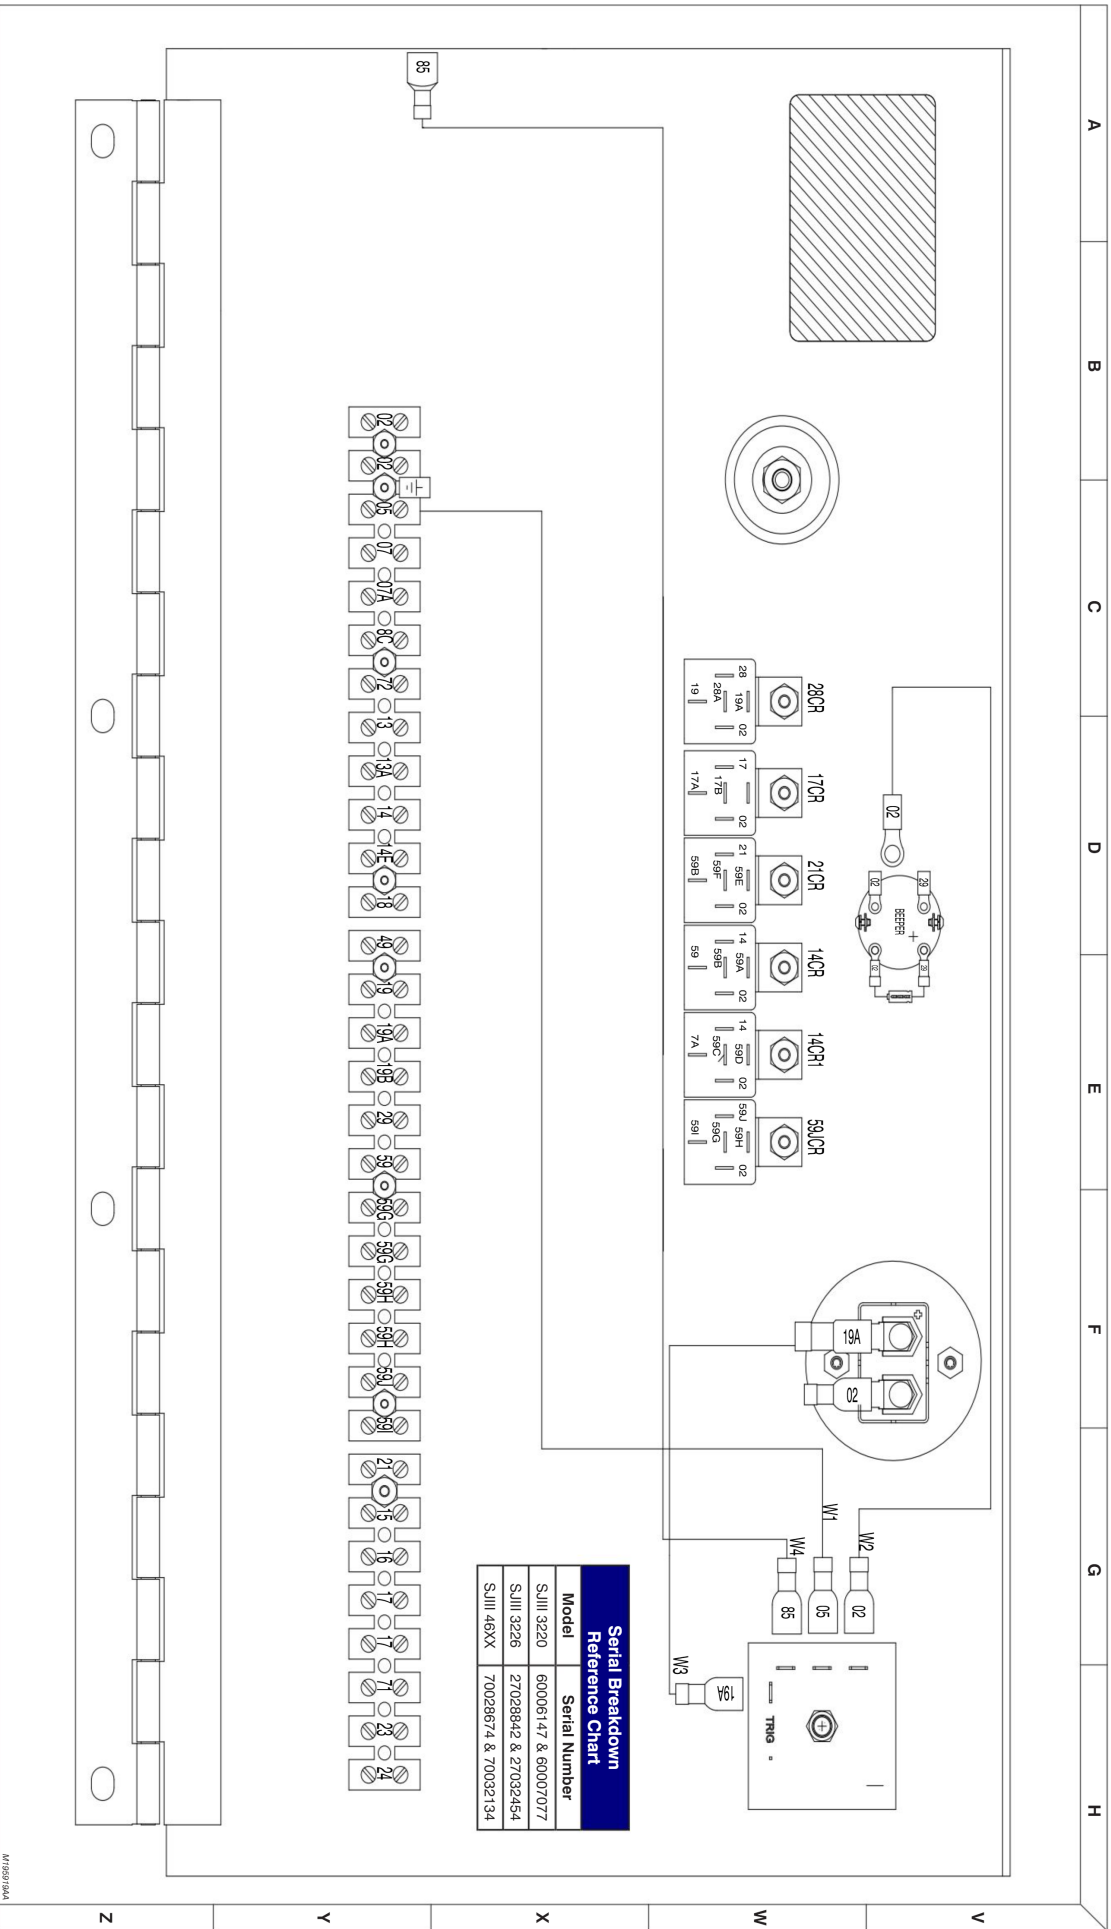 A
B
C
D
E
F
G
H
V
W
X
Y
Z
85
02
BEEPER
+
29
02
29
02
28CR
28
19A
28A
02
19
17CR
17
17B
02
17A
21CR
21
59E
59F
02
59B
14CR
14
59A
59B
02
59
14CR1
14
59D
59C
02
7A
59JCR
59J
59H
59G
02
59I
+
19A
02
W2
02
W1
05
W4
85
W3
19A
TRIG
02
02
05
07
07A
8C
72
13
13A
14
14E
18
49
19
19A
19B
29
59
59G
59G
59H
59H
59J
59I
21
15
16
17
17
71
23
24
Serial Breakdown
Reference Chart
Model Serial Number
SJIII 3220 60006147 & 60007077
SJIII 3226 27028842 & 27032454
SJIII 46XX 70028674 & 70032134
M195919AA